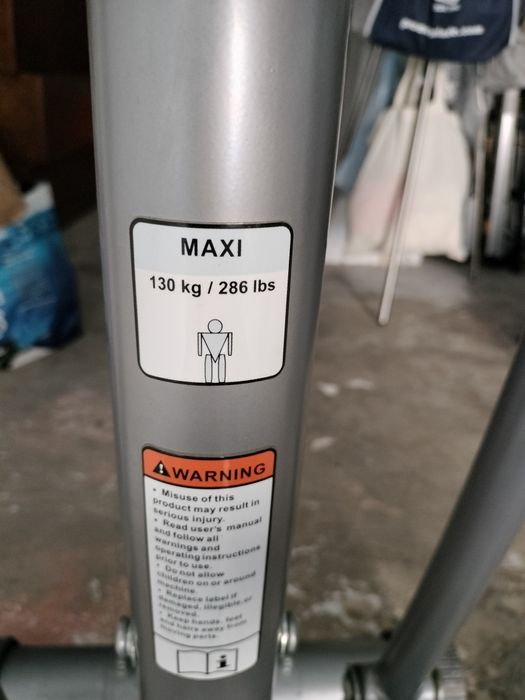 MAXI
130 kg / 286 lbs
WARNING
• Misuse of this
product may result in
serious injury.
• Read user's manual
and follow all
warnings and
operating instructions
prior to use.
• Do not allow
children on or around
machine.
• Replace label if
damaged, illegible, or
removed.
• Keep hands, feet
and hairs away from
moving parts.
i